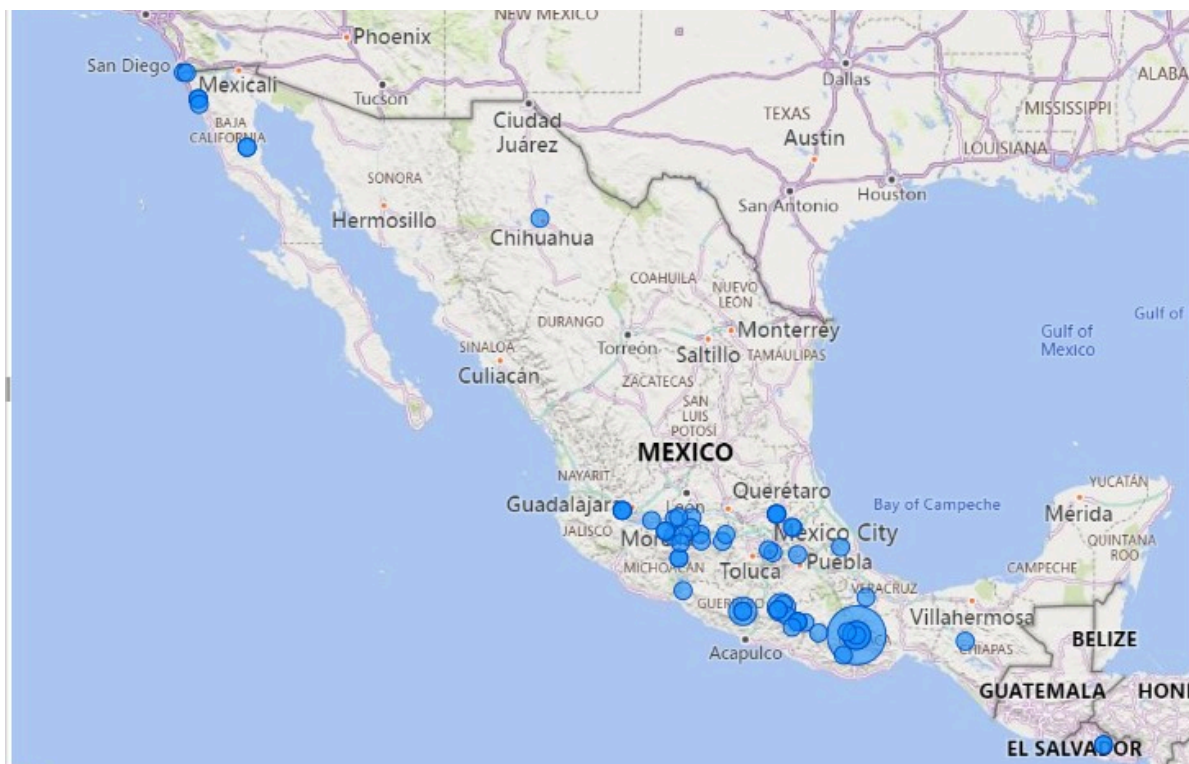 NEW MEXICO
Phoenix
San Diego
Mexicali
Dallas
ALABA
Tucson
MISSISSIPPI
TEXAS
Ciudad
Juárez
BAJA
CALIFORNIA
Austin
LOUISIANA
SONORA
Houston
San Antonio
Hermosillo
Chihuahua
COAHUILA
NUEVO
LEÓN
Gulf of
DURANGO
Monterrey
Gulf of
Mexico
SINALOA
Torreón
Saltillo
TAMAULIPAS
Culiacán
ZACATECAS
SAN
LUIS
POTOSÍ
MEXICO
NAYARIT
YUCATÁN
Querétaro
Guadalajara
León
Bay of Campeche
Mérida
JALISCO
Mexico City
QUINTANA
ROO
MICHOACÁN
Toluca
Puebla
CAMPECHE
VERACRUZ
GUERRERO
Villahermosa
BELIZE
Acapulco
CHIAPAS
GUATEMALA
HON
EL SALVADOR